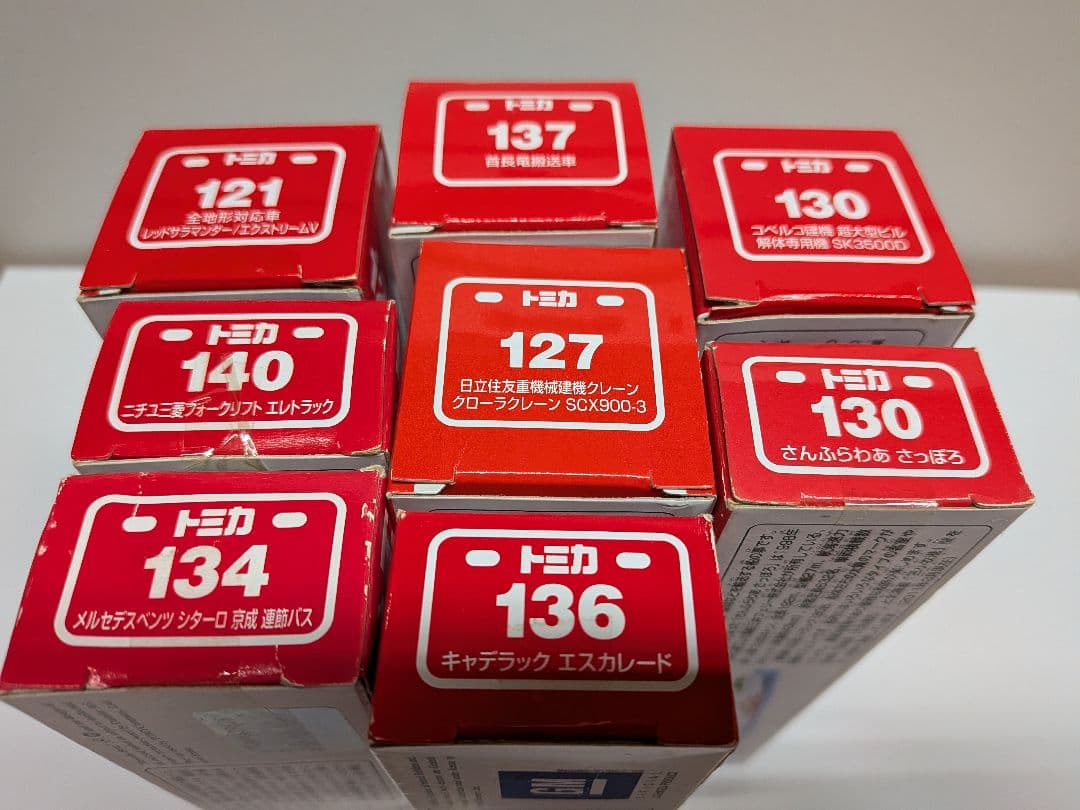 トミカ
137
首長竜搬送車
トミカ
121
全地形対応車
レッドサラマンダー/エクストリームV
トミカ
130
コベルコ建機 超大型ビル
解体専用機 SK3500D
トミカ
140
ニチユ三菱フォークリフト エレトラック
トミカ
127
日立住友重機械建機クレーン
クローラクレーン SCX900-3
トミカ
130
さんふらわあ さっぽろ
トミカ
134
メルセデスベンツ シターロ 京成 連節バス
トミカ
136
キャデラック エスカレード
GM